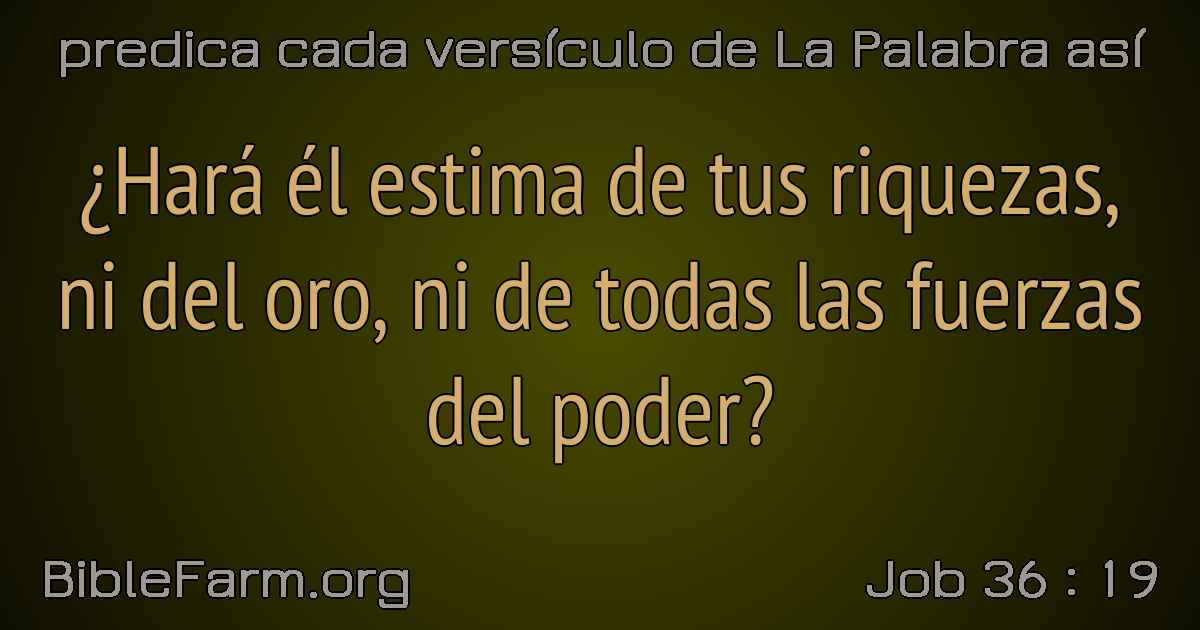 predica cada versículo de La Palabra así
¿Hará él estima de tus riquezas,
ni del oro, ni de todas las fuerzas
del poder?
BibleFarm.org
Job 36 : 19